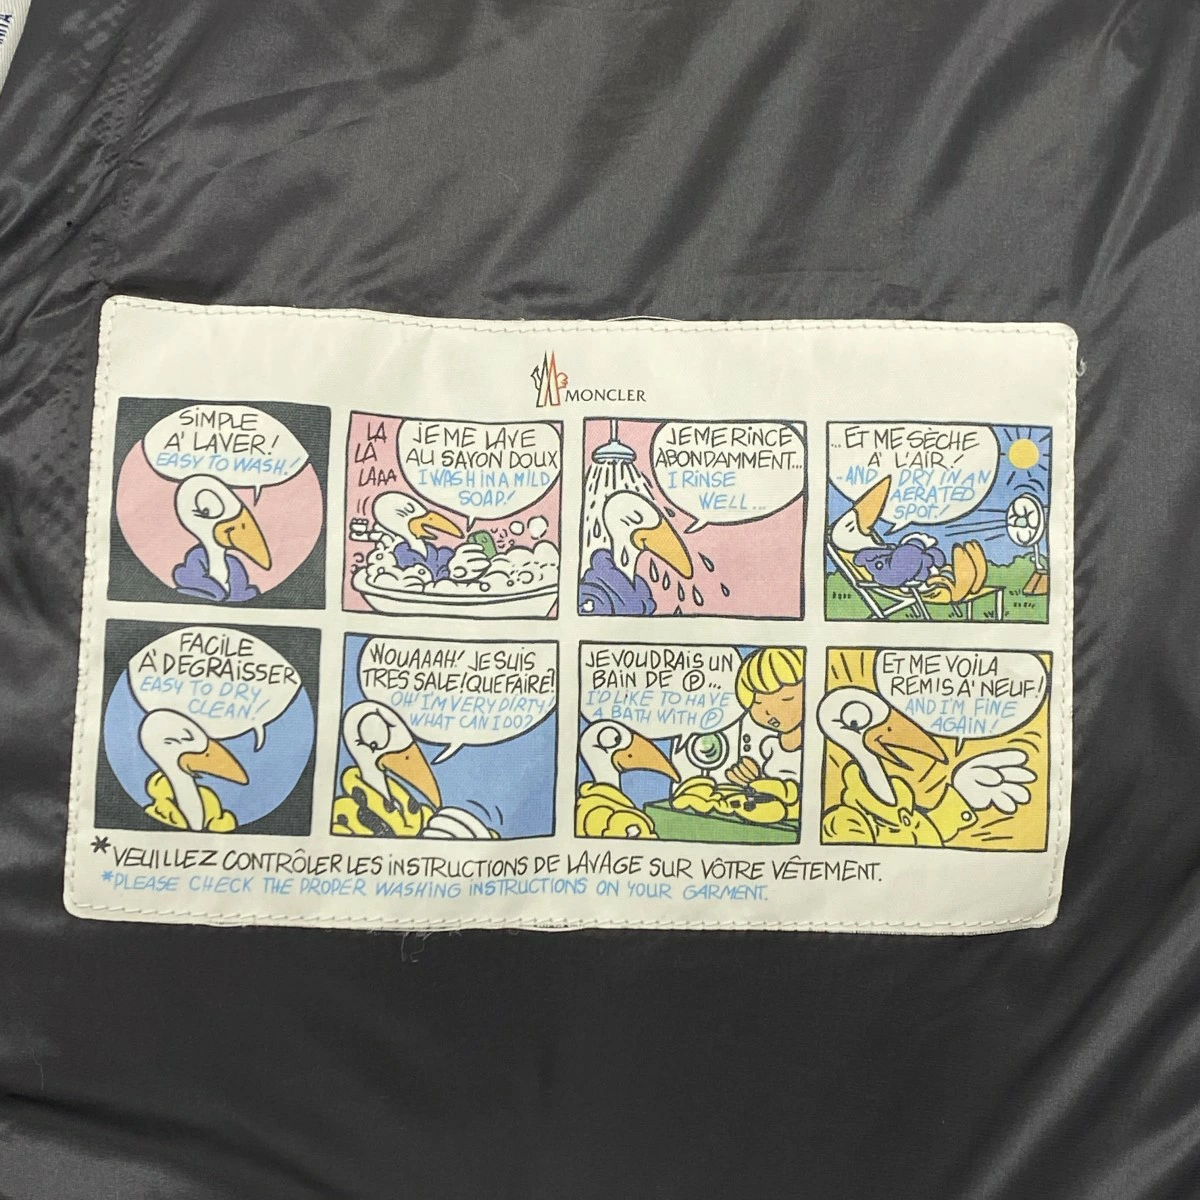 MONCLER
SIMPLE
A' LAVER!
EASY TO WASH!
LA
LA
LAAA
JE ME LAVE
AU SAVON DOUX
I WASH IN A MILD
SOAP!
JE ME RINCE
ABONDAMMENT...
I RINSE
WELL...
...ET ME SÈCHE
A' L'AIR!
-AND DRY IN AN
AERATED
SPOT!
FACILE
A' DEGRAISSER
EASY TO DRY
CLEAN!
WOUAAAH! JE SUIS
TRES SALE! QUE FAIRE?
OH! I'M VERY DIRTY!
WHAT CAN I DO?
JE VOUDRAIS UN
BAIN DE Ⓟ...
I'D LIKE TO HAVE
A BATH WITH Ⓟ
ET ME VOILA
REMIS A' NEUF!
AND I'M FINE
AGAIN!
*VEUILLEZ CONTRÔLER LES INSTRUCTIONS DE LAVAGE SUR VÔTRE VÊTEMENT.
*PLEASE CHECK THE PROPER WASHING INSTRUCTIONS ON YOUR GARMENT.